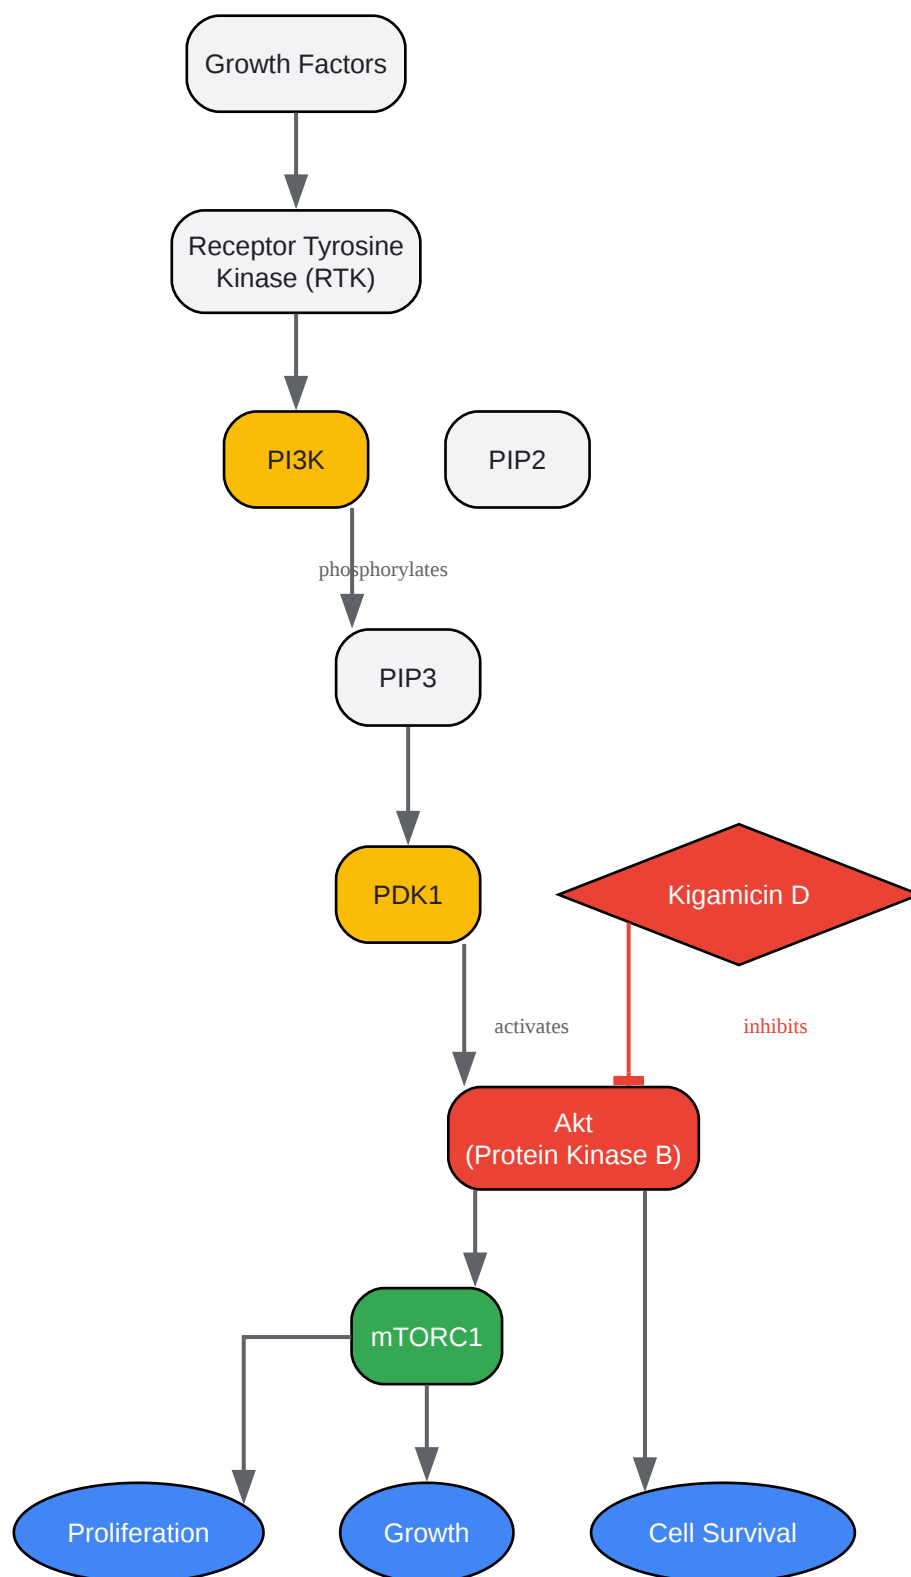 Growth Factors
Receptor Tyrosine
Kinase (RTK)
PI3K
PIP2
phosphorylates
PIP3
PDK1
Kigamicin D
activates
inhibits
Akt
(Protein Kinase B)
mTORC1
Proliferation
Growth
Cell Survival